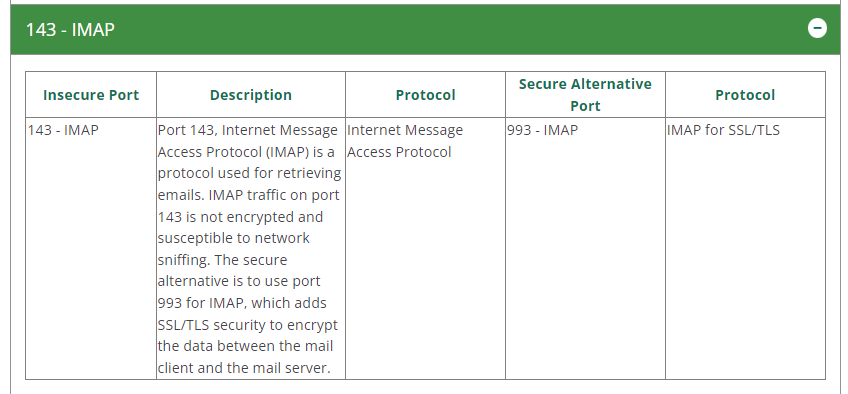 143 - IMAP
Insecure Port
Description
Protocol
Secure Alternative
Port
Protocol
143 - IMAP
Port 143, Internet Message
Access Protocol (IMAP) is a
protocol used for retrieving
emails. IMAP traffic on port
143 is not encrypted and
susceptible to network
sniffing. The secure
alternative is to use port
993 for IMAP, which adds
SSL/TLS security to encrypt
the data between the mail
client and the mail server.
Internet Message
Access Protocol
993 - IMAP
IMAP for SSL/TLS